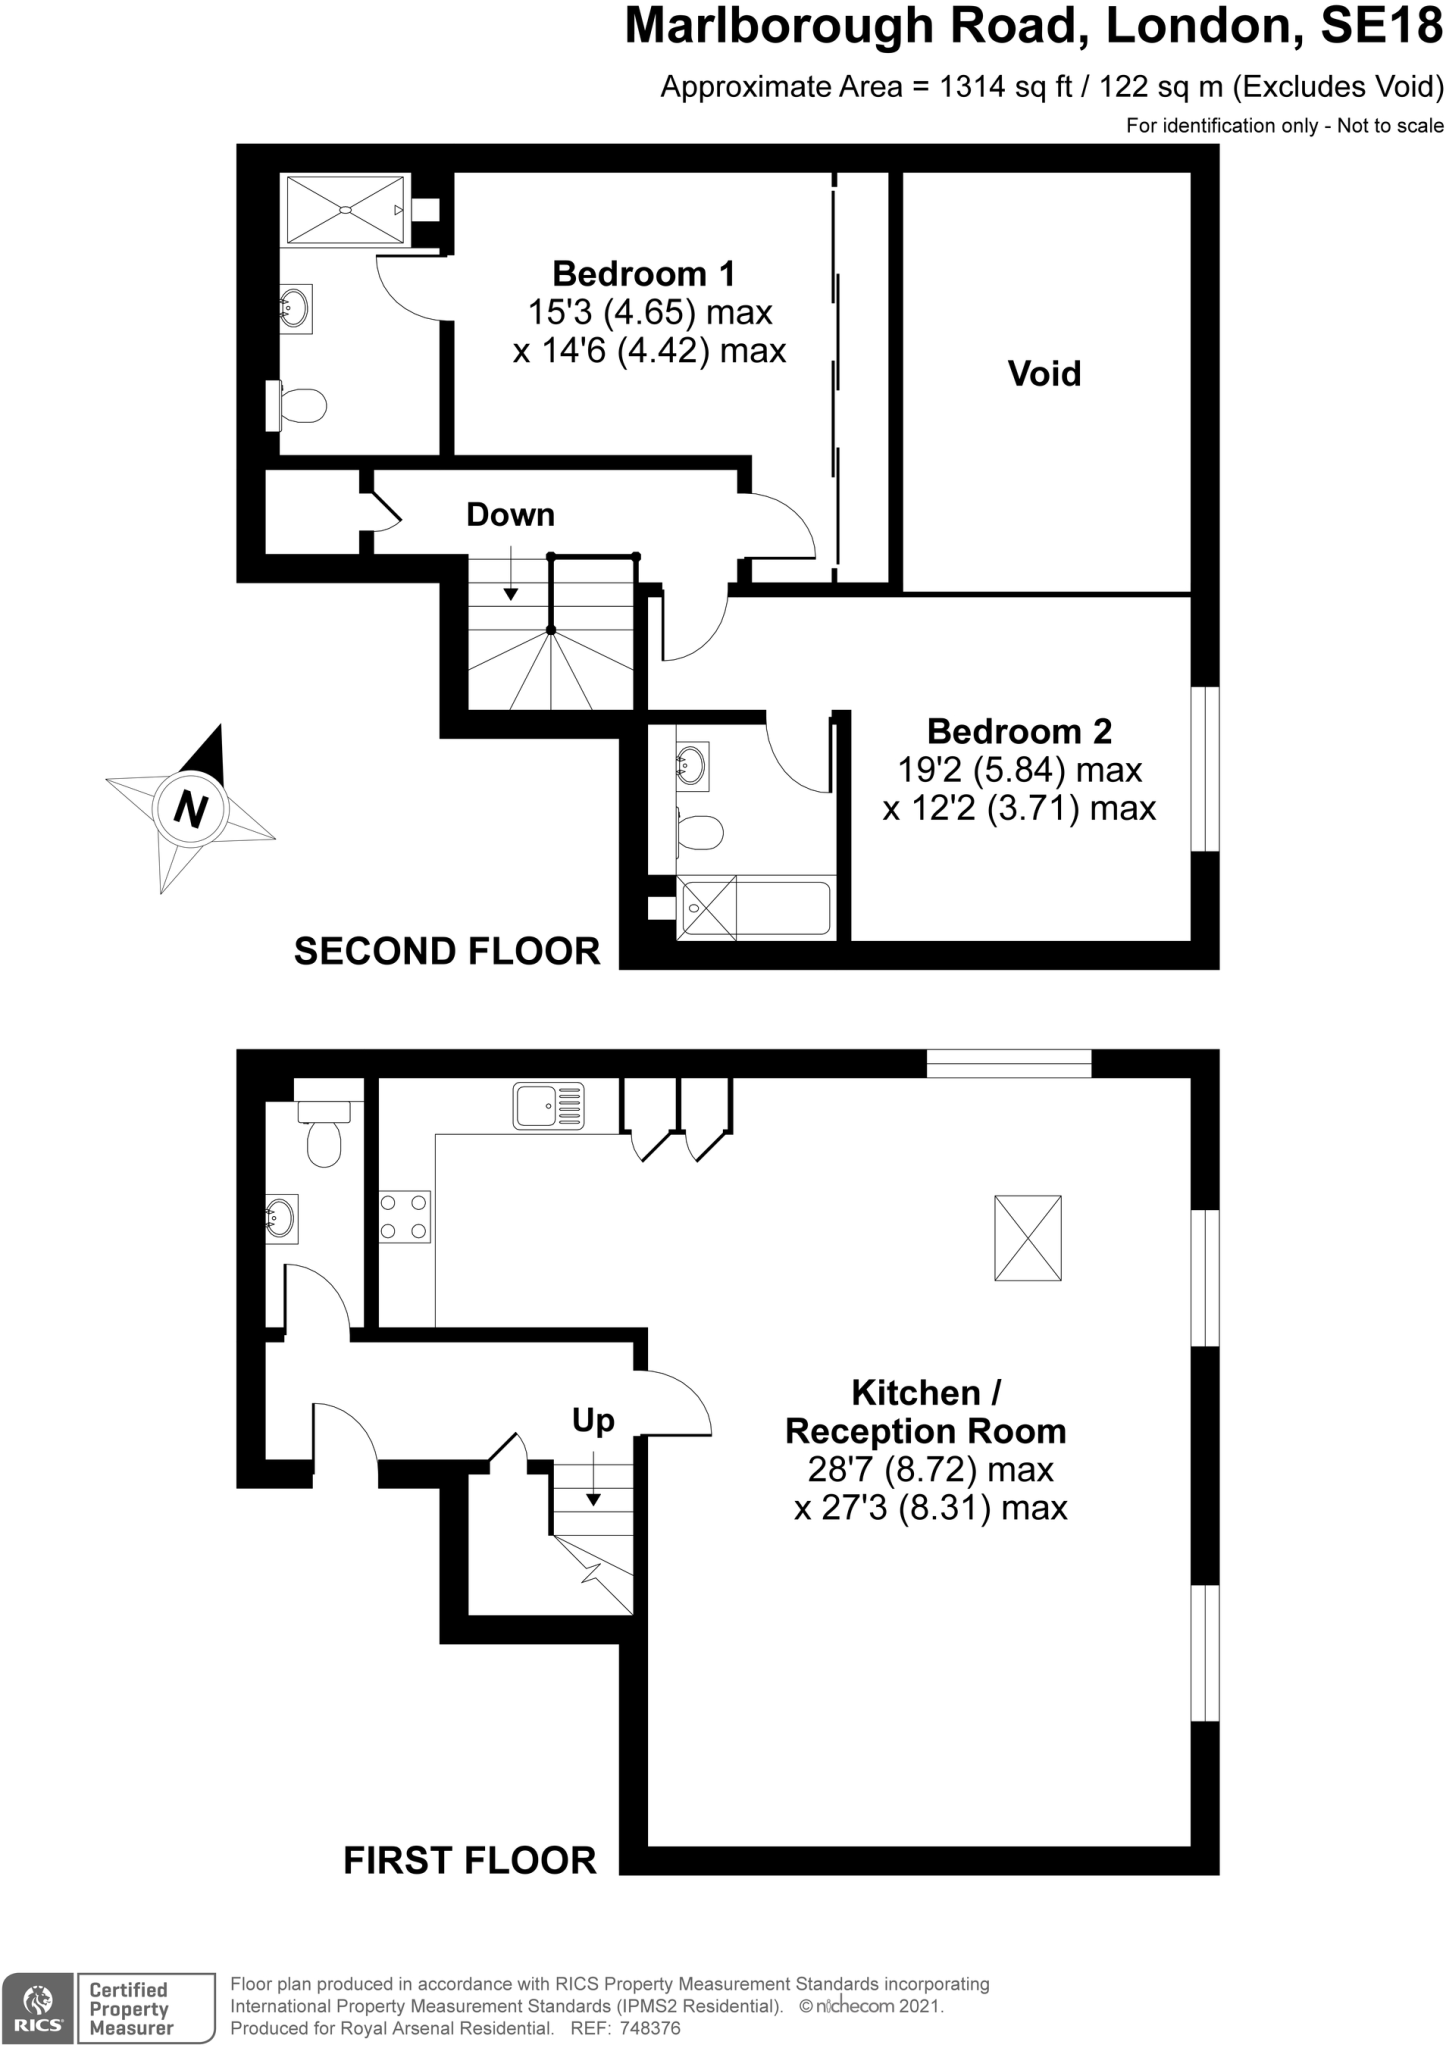 Marlborough Road, London, SE18
Approximate Area = 1314 sq ft / 122 sq m (Excludes Void)
For identification only - Not to scale
Bedroom 1
15'3 (4.65) max
x 14'6 (4.42) max
Void
Down
Bedroom 2
19'2 (5.84) max
x 12'2 (3.71) max
N
SECOND FLOOR
Kitchen /
Reception Room
28'7 (8.72) max
x 27'3 (8.31) max
Up
FIRST FLOOR
RICS
Certified
Property
Measurer
Floor plan produced in accordance with RICS Property Measurement Standards incorporating
International Property Measurement Standards (IPMS2 Residential). © nichecom 2021.
Produced for Royal Arsenal Residential. REF: 748376